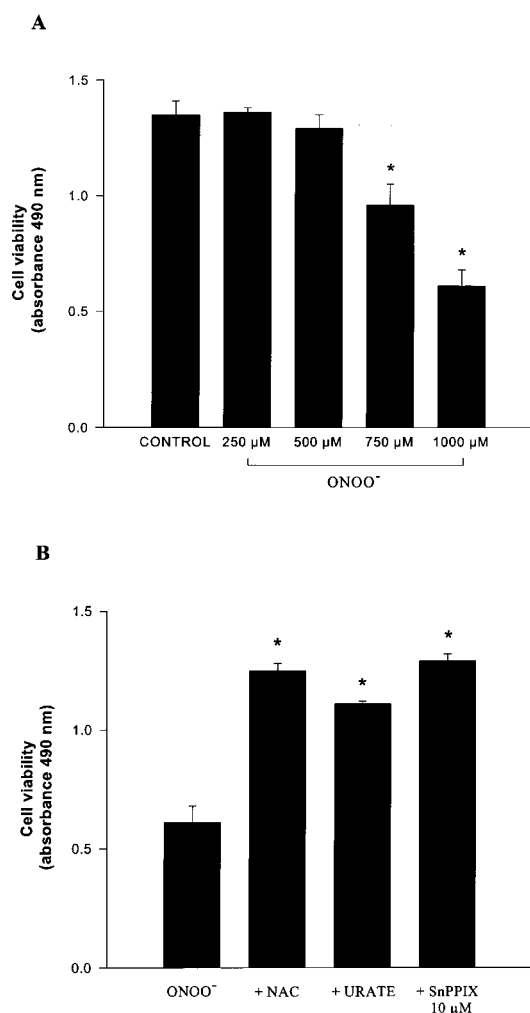 A
Cell viability
(absorbance 490 nm)
1.5
1.0
0.5
0.0
*
*
CONTROL 250 µM 500 µM 750 µM 1000 µM
ONOO⁻
B
Cell viability
(absorbance 490 nm)
1.5
1.0
0.5
0.0
*
*
*
ONOO⁻ + NAC + URATE + SnPPIX
10 µM